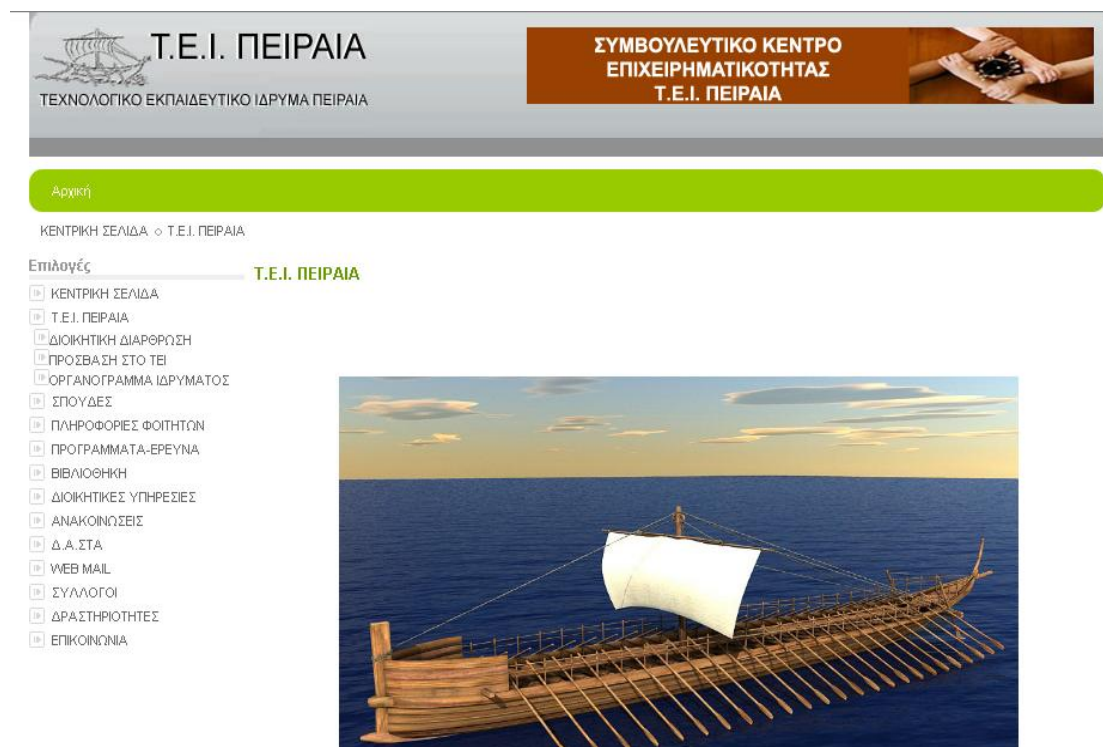 Τ.Ε.Ι. ΠΕΙΡΑΙΑ
ΤΕΧΝΟΛΟΓΙΚΟ ΕΚΠΑΙΔΕΥΤΙΚΟ ΙΔΡΥΜΑ ΠΕΙΡΑΙΑ
ΣΥΜΒΟΥΛΕΥΤΙΚΟ ΚΕΝΤΡΟ
ΕΠΙΧΕΙΡΗΜΑΤΙΚΟΤΗΤΑΣ
Τ.Ε.Ι. ΠΕΙΡΑΙΑ
Αρχική
ΚΕΝΤΡΙΚΗ ΣΕΛΙΔΑ ◇ Τ.Ε.Ι. ΠΕΙΡΑΙΑ
Επιλογές
ΚΕΝΤΡΙΚΗ ΣΕΛΙΔΑ
Τ.Ε.Ι. ΠΕΙΡΑΙΑ
ΔΙΟΙΚΗΤΙΚΗ ΔΙΑΡΘΡΩΣΗ
ΠΡΟΣΒΑΣΗ ΣΤΟ ΤΕΙ
ΟΡΓΑΝΟΓΡΑΜΜΑ ΙΔΡΥΜΑΤΟΣ
ΣΠΟΥΔΕΣ
ΠΛΗΡΟΦΟΡΙΕΣ ΦΟΙΤΗΤΩΝ
ΠΡΟΓΡΑΜΜΑΤΑ-ΕΡΕΥΝΑ
ΒΙΒΛΙΟΘΗΚΗ
ΔΙΟΙΚΗΤΙΚΕΣ ΥΠΗΡΕΣΙΕΣ
ΑΝΑΚΟΙΝΩΣΕΙΣ
Δ.Α.ΣΤΑ
WEB MAIL
ΣΥΛΛΟΓΟΙ
ΔΡΑΣΤΗΡΙΟΤΗΤΕΣ
ΕΠΙΚΟΙΝΩΝΙΑ
Τ.Ε.Ι. ΠΕΙΡΑΙΑ